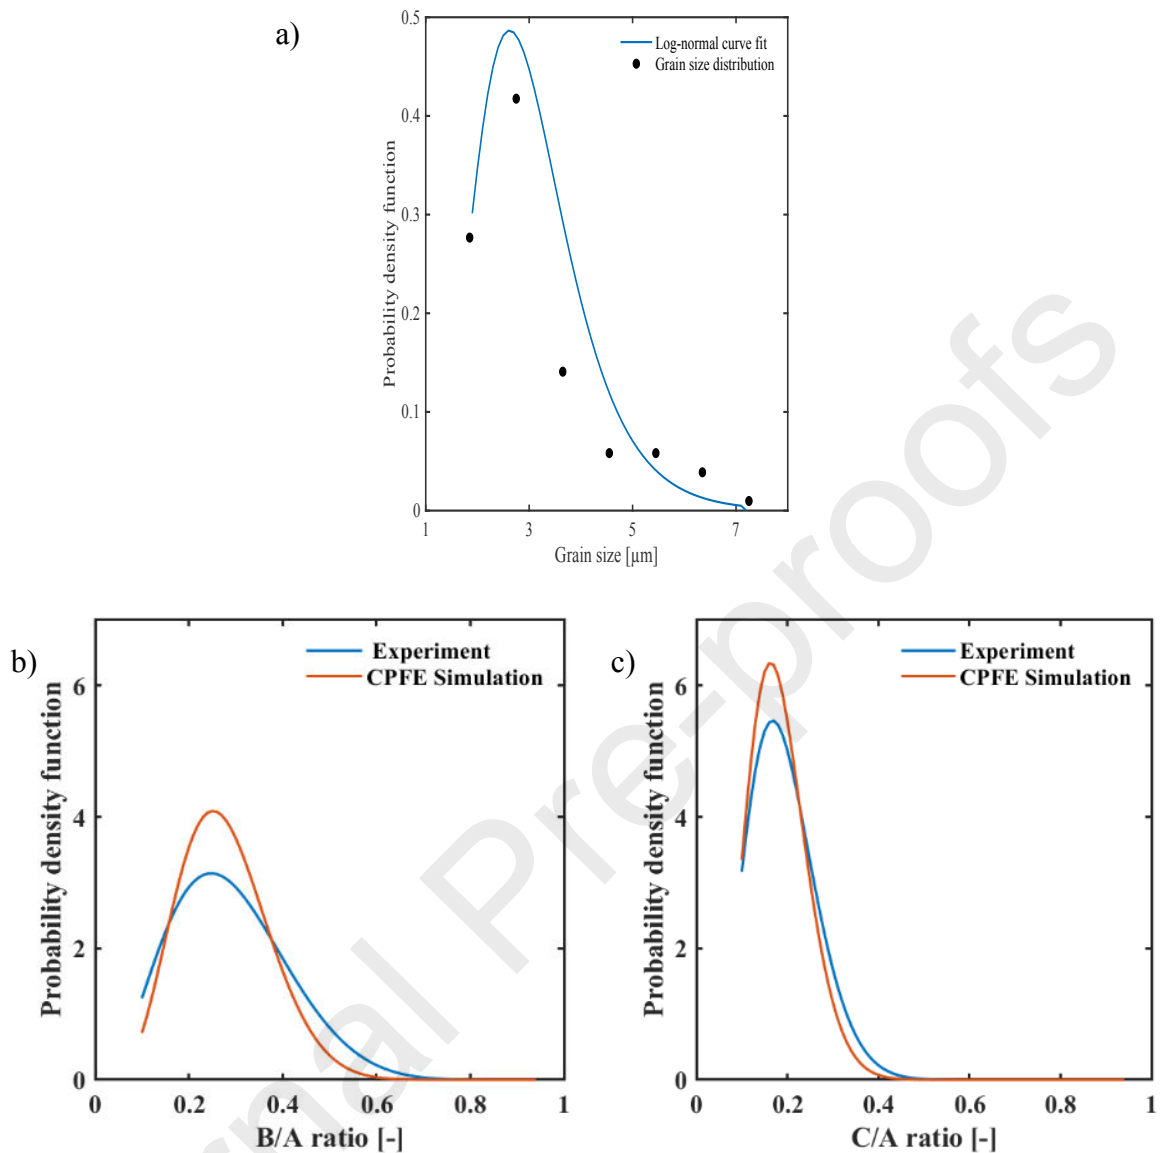 a)
0.5
0.4
0.3
0.2
0.1
0
Probability density function
Log-normal curve fit
Grain size distribution
1 3 5 7
Grain size [µm]
b)
6
4
2
0
Probability density function
Experiment
CPFE Simulation
0 0.2 0.4 0.6 0.8 1
B/A ratio [-]
c)
6
4
2
0
Probability density function
Experiment
CPFE Simulation
0 0.2 0.4 0.6 0.8 1
C/A ratio [-]
rnal Pre-proofs